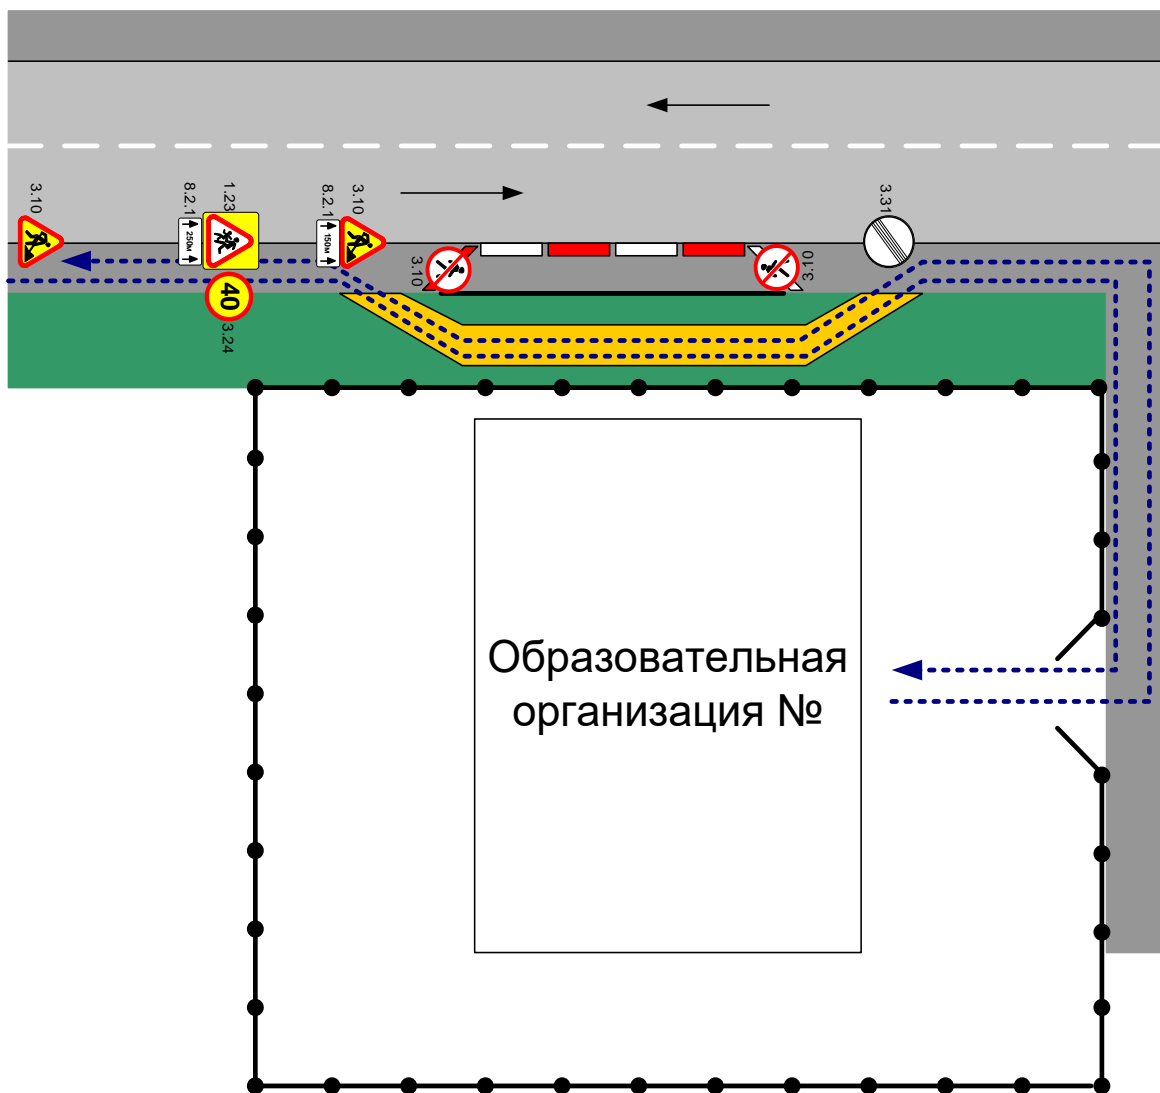 3.10
8.2.1
250м
1.23
40
3.24
8.2.1
150м
3.10
3.10
3.10
3.31
Образовательная
организация №